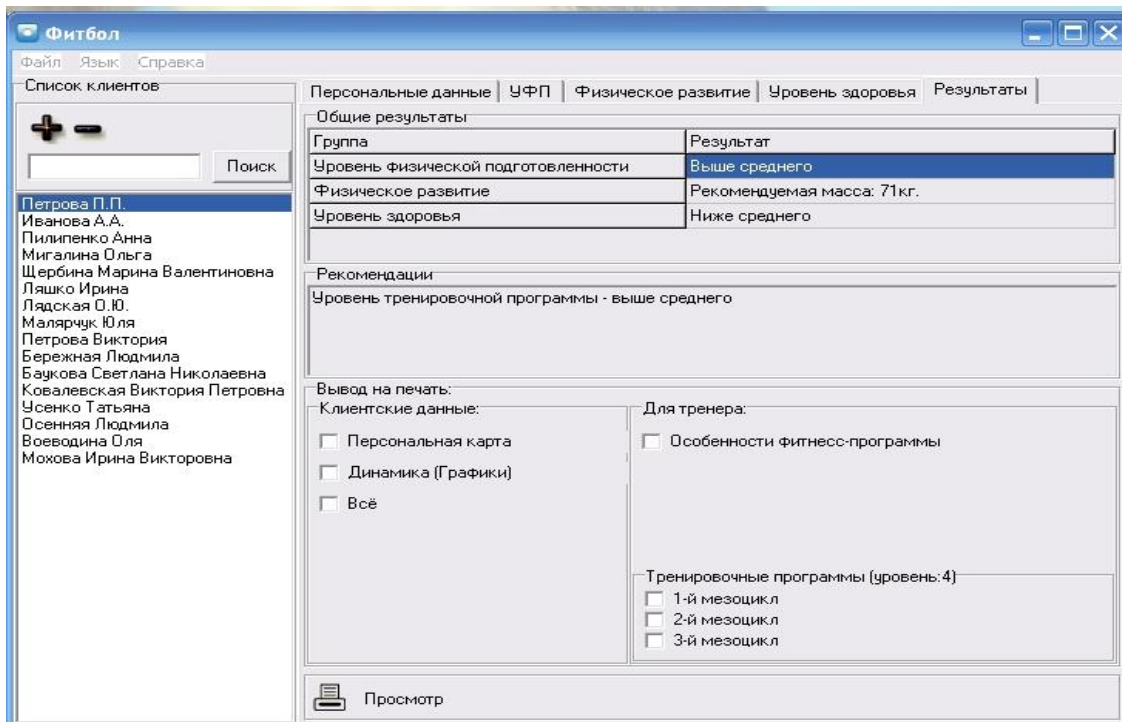 Фитбол
Файл Язык Справка
Список клиентов
Поиск
Петрова П.П.
Иванова А.А.
Пилипенко Анна
Мигалина Ольга
Щербина Марина Валентиновна
Ляшко Ирина
Лядская О.Ю.
Малярчук Юля
Петрова Виктория
Бережная Людмила
Баукова Светлана Николаевна
Ковалевская Виктория Петровна
Усенко Татьяна
Осенняя Людмила
Воеводина Оля
Мохова Ирина Викторовна
Персональные данные УФП Физическое развитие Уровень здоровья Результаты
Общие результаты
Группа Результат
Уровень физической подготовленности Выше среднего
Физическое развитие Рекомендуемая масса: 71кг.
Уровень здоровья Ниже среднего
Рекомендации
Уровень тренировочной программы - выше среднего
Вывод на печать:
Клиентские данные:
Персональная карта
Динамика (Графики)
Всё
Для тренера:
Особенности фитнесс-программы
Тренировочные программы (уровень:4)
1-й мезоцикл
2-й мезоцикл
3-й мезоцикл
Просмотр